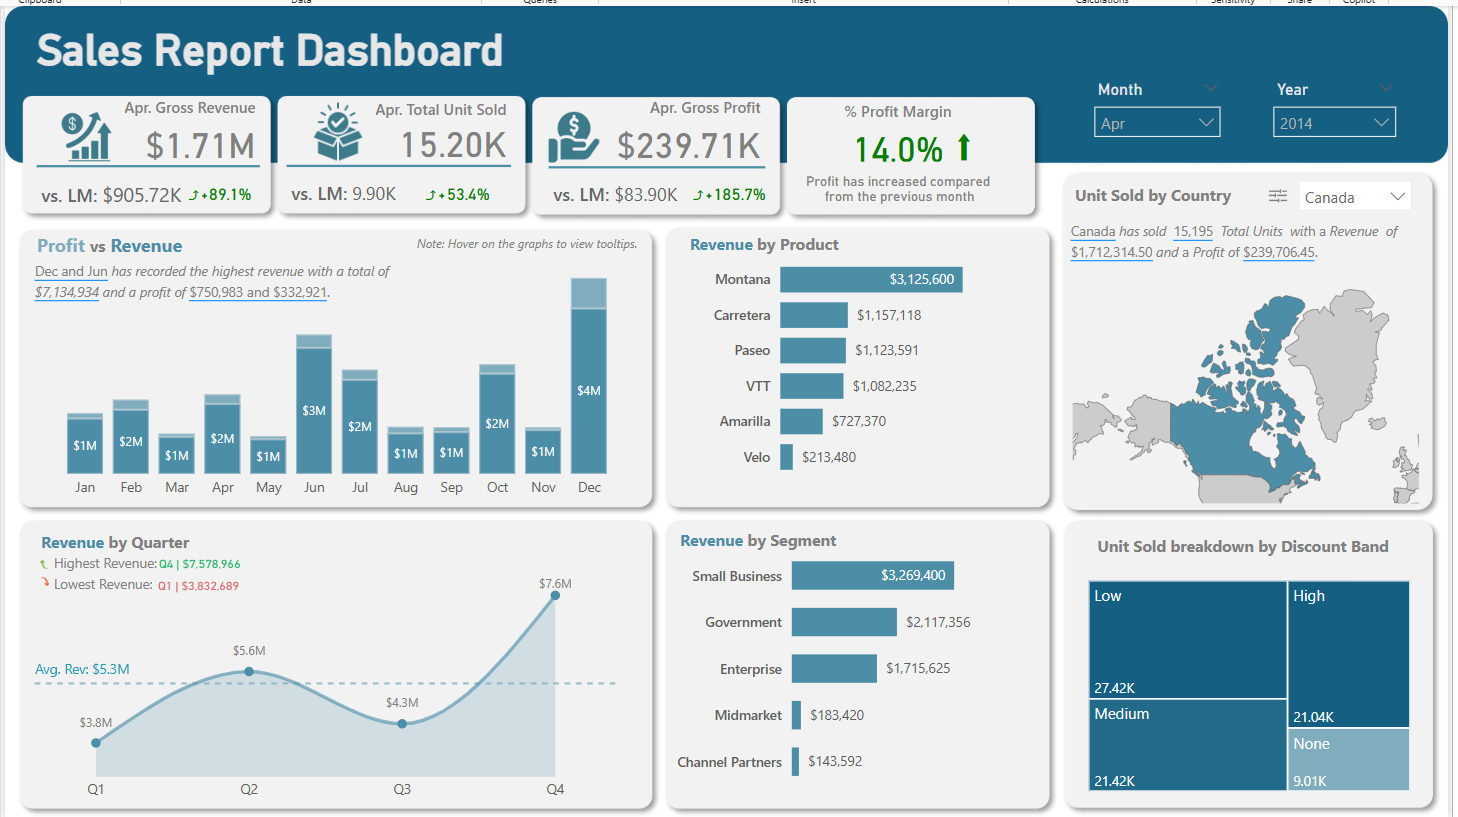 Clipboard Data Queries Insert Calculations Sensitivity Share Copilot
Sales Report Dashboard
Month Year
Apr 2014
Apr. Gross Revenue
$1.71M
vs. LM: $905.72K +89.1%
Apr. Total Unit Sold
15.20K
vs. LM: 9.90K +53.4%
Apr. Gross Profit
$239.71K
vs. LM: $83.90K +185.7%
% Profit Margin
14.0%
Profit has increased compared
from the previous month
Profit vs Revenue
Note: Hover on the graphs to view tooltips.
Dec and Jun has recorded the highest revenue with a total of
$7,134,934 and a profit of $750,983 and $332,921.
$1M $2M $1M $2M $1M $3M $2M $1M $1M $2M $1M $4M
Jan Feb Mar Apr May Jun Jul Aug Sep Oct Nov Dec
Revenue by Product
Montana $3,125,600
Carretera $1,157,118
Paseo $1,123,591
VTT $1,082,235
Amarilla $727,370
Velo $213,480
Unit Sold by Country Canada
Canada has sold 15,195 Total Units with a Revenue of
$1,712,314.50 and a Profit of $239,706.45.
Revenue by Quarter
Highest Revenue: Q4 | $7,578,966
Lowest Revenue: Q1 | $3,832,689
Avg. Rev: $5.3M
$3.8M $5.6M $4.3M $7.6M
Q1 Q2 Q3 Q4
Revenue by Segment
Small Business $3,269,400
Government $2,117,356
Enterprise $1,715,625
Midmarket $183,420
Channel Partners $143,592
Unit Sold breakdown by Discount Band
Low
27.42K
Medium
21.42K
High
21.04K
None
9.01K